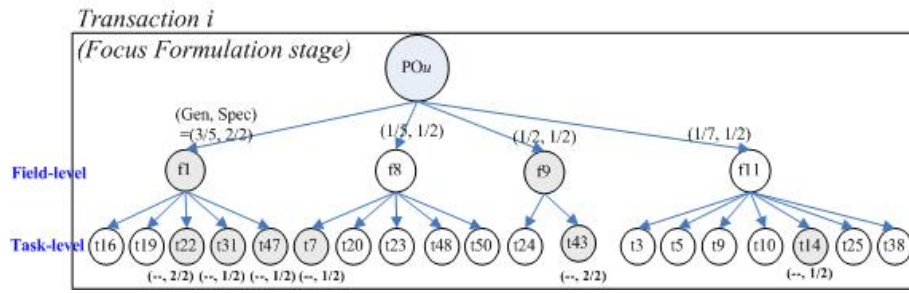 Transaction i
(Focus Formulation stage)
POu
(Gen, Spec)
=(3/5, 2/2)
(1/5, 1/2)
(1/2, 1/2)
(1/7, 1/2)
Field-level
f1
f8
f9
f11
Task-level
t16
t19
t22
t31
t47
t7
t20
t23
t48
t50
t24
t43
t3
t5
t9
t10
t14
t25
t38
(--, 2/2)
(--, 1/2)
(--, 1/2)
(--, 1/2)
(--, 2/2)
(--, 1/2)